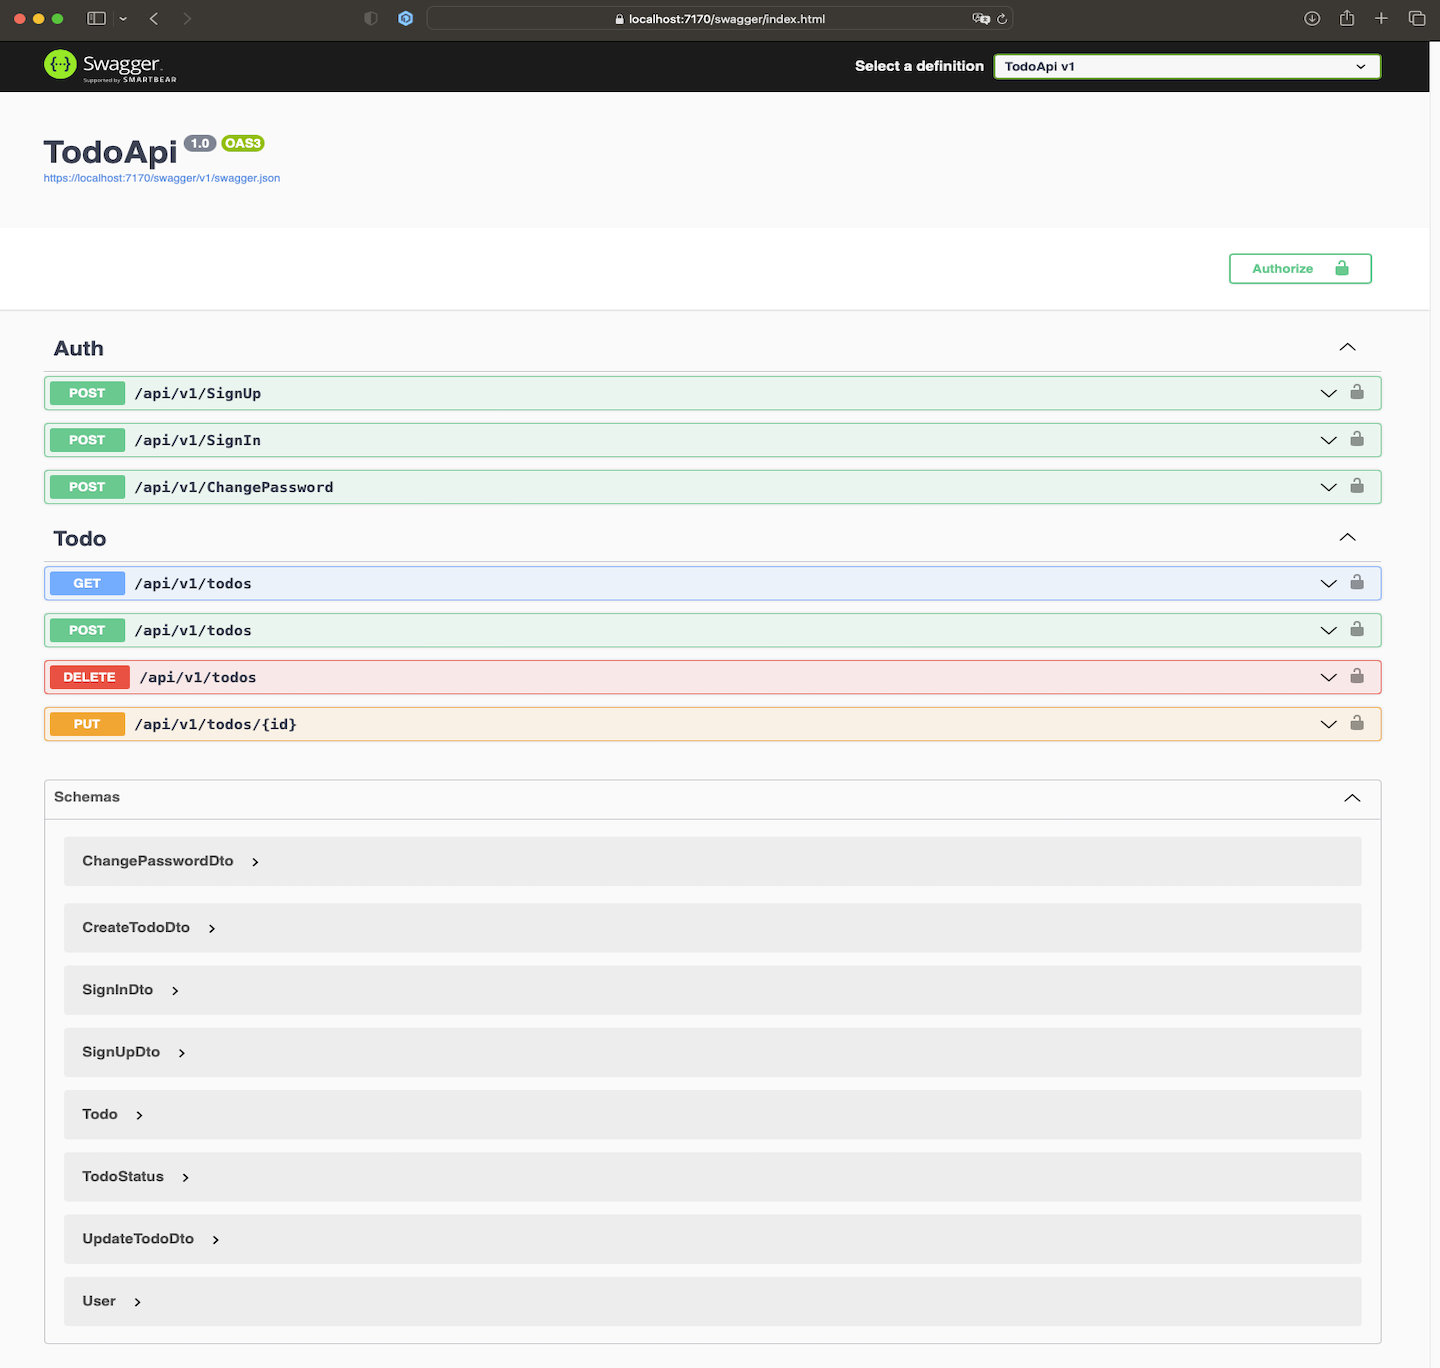 localhost:7170/swagger/index.html
Swagger.
Supported by SMARTBEAR
Select a definition
TodoApi v1
TodoApi 1.0 OAS3
https://localhost:7170/swagger/v1/swagger.json
Authorize
Auth
POST /api/v1/SignUp
POST /api/v1/SignIn
POST /api/v1/ChangePassword
Todo
GET /api/v1/todos
POST /api/v1/todos
DELETE /api/v1/todos
PUT /api/v1/todos/{id}
Schemas
ChangePasswordDto
CreateTodoDto
SignInDto
SignUpDto
Todo
TodoStatus
UpdateTodoDto
User